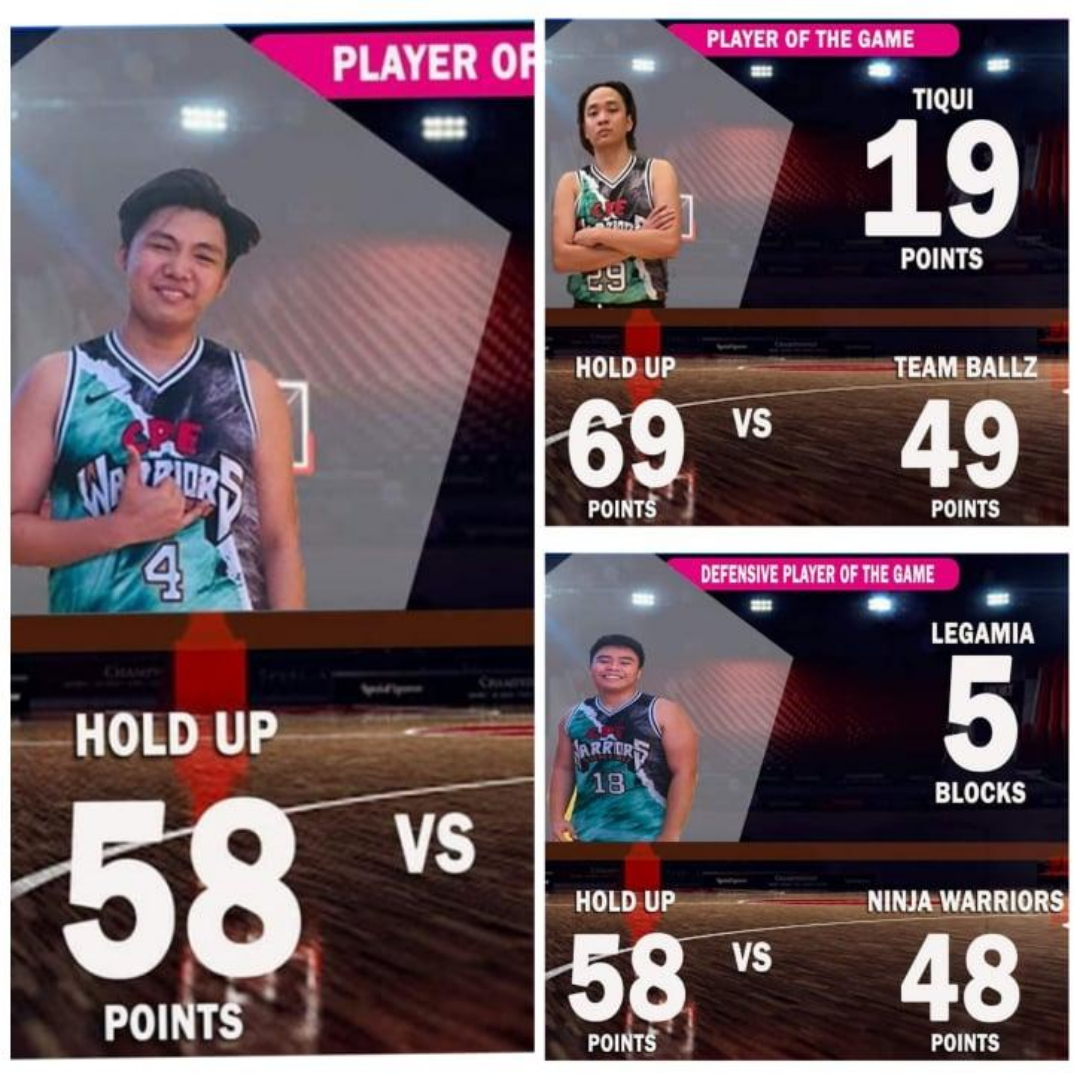 PLAYER OF
CPE
WARRIORS
4
HOLD UP
58
VS
POINTS
PLAYER OF THE GAME
TIQUI
19
POINTS
CPE
29
HOLD UP
TEAM BALLZ
69
VS
49
POINTS
POINTS
DEFENSIVE PLAYER OF THE GAME
LEGAMIA
5
BLOCKS
CPE
WARRIORS
18
HOLD UP
NINJA WARRIORS
58
VS
48
POINTS
POINTS